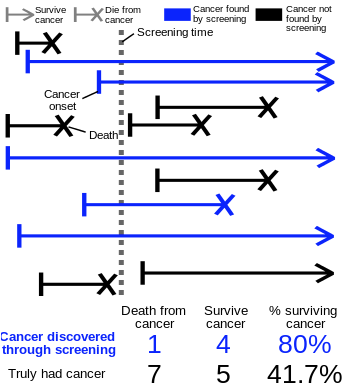 Survive cancer
Die from cancer
Cancer found by screening
Cancer not found by screening
Screening time
Cancer onset
Death
Death from cancer
Survive cancer
% surviving cancer
Cancer discovered through screening
1 4 80%
Truly had cancer
7 5 41.7%